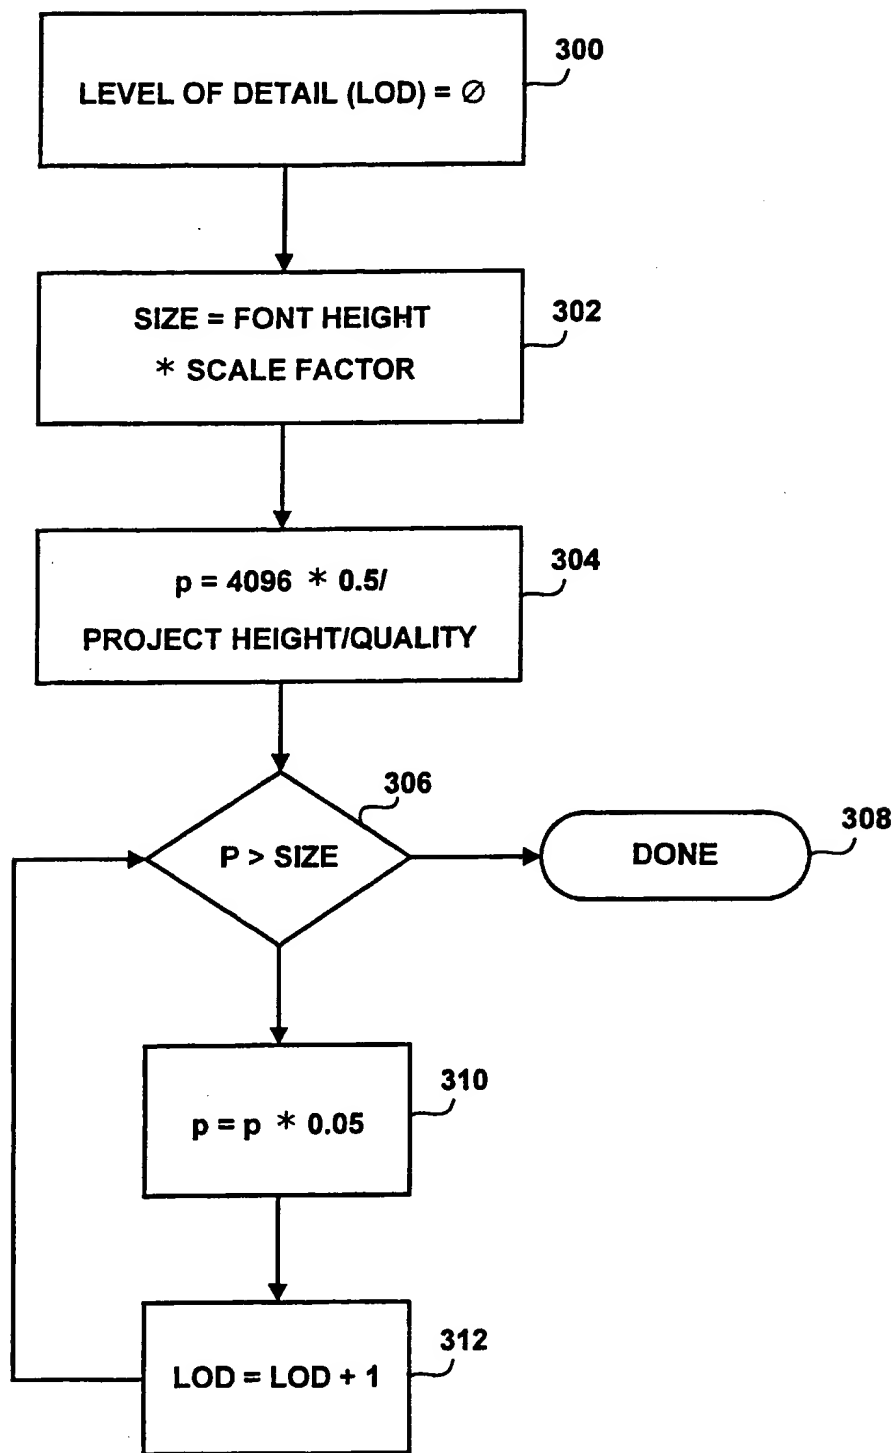 LEVEL OF DETAIL (LOD) = ∅
300
SIZE = FONT HEIGHT
* SCALE FACTOR
302
p = 4096 * 0.5/
PROJECT HEIGHT/QUALITY
304
P > SIZE
306
DONE
308
p = p * 0.05
310
LOD = LOD + 1
312